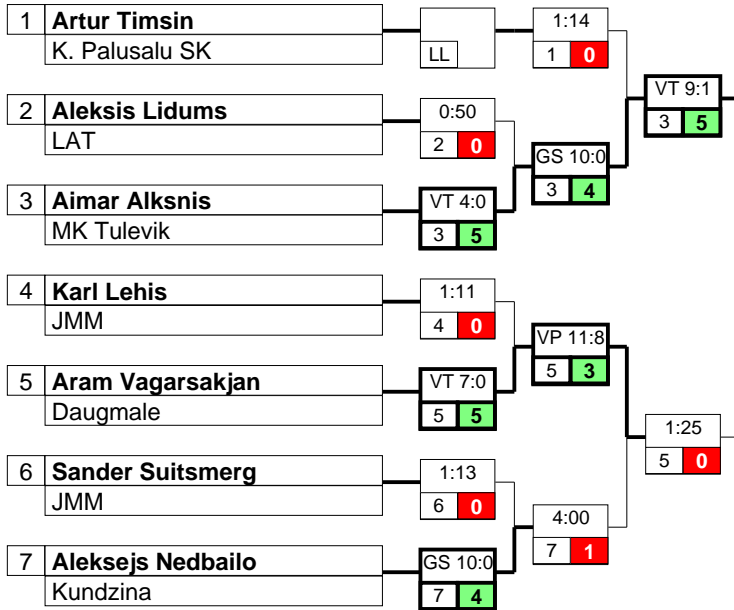 1 Artur Timsin
K. Palusalu SK
LL
1:14
1 0
VT 9:1
3 5
2 Aleksis Lidums
LAT
0:50
2 0
GS 10:0
3 4
3 Aimar Alksnis
MK Tulevik
VT 4:0
3 5
4 Karl Lehis
JMM
1:11
4 0
VP 11:8
5 3
5 Aram Vagarsakjan
Daugmale
VT 7:0
5 5
1:25
5 0
6 Sander Suitsmerg
JMM
1:13
6 0
4:00
7 1
7 Aleksejs Nedbailo
Kundzina
GS 10:0
7 4